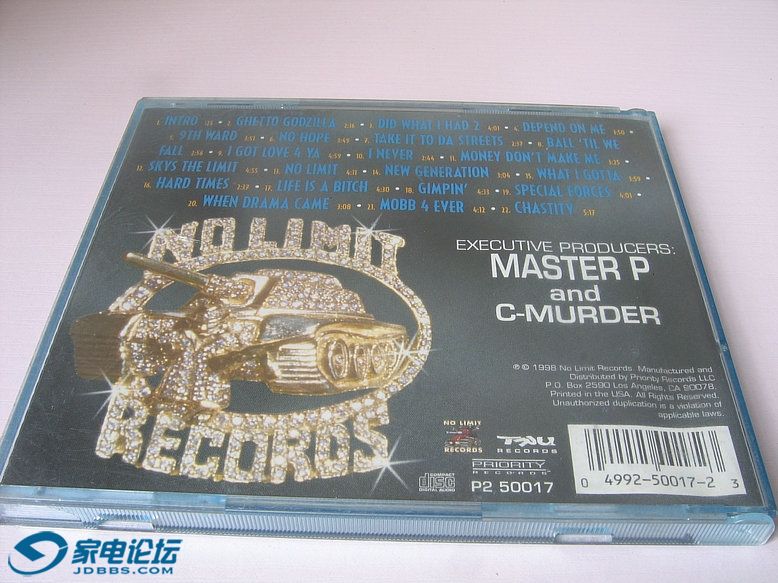 1. INTRO :25 • 2. GHETTO GODZILLA 2:16 • 3. DID WHAT I HAD 2 4:01 • 4. DEPEND ON ME 1:50 •
5. 9TH WARD 3:57 • 6. NO HOPE 3:49 • 7. TAKE IT TO DA STREETS 2:37 • 8. BALL 'TIL WE
FALL 2:58 • 9. I GOT LOVE 4 YA 4:59 • 10. I NEVER 2:44 • 11. MONEY DON'T MAKE ME 3:25
12. SKYS THE LIMIT 4:33 • 13. NO LIMIT 4:11 • 14. NEW GENERATION 3:04 • 15. WHAT I GOTTA 3:59 •
16. HARD TIMES 2:37 • 17. LIFE IS A BITCH 4:30 • 18. GIMPIN' 4:33 • 19. SPECIAL FORCES 4:01 •
20. WHEN DRAMA CAME 3:08 • 21. MOBB 4 EVER 4:12 • 22. CHASTITY 5:17
NO LIMIT
RECORDS
EXECUTIVE PRODUCERS:
MASTER P
and
C-MURDER
℗ © 1998 No Limit Records. Manufactured and
Distributed by Priority Records LLC
P.O. Box 2590 Los Angeles, CA 90078.
Printed in the USA. All Rights Reserved.
Unauthorized duplication is a violation of
applicable laws.
NO LIMIT
RECORDS
TRU
RECORDS
COMPACT
disc
DIGITAL AUDIO
PRIORITY
RECORDS
P2 50017
0 4992-50017-2 3
家电论坛
JDBBS.COM